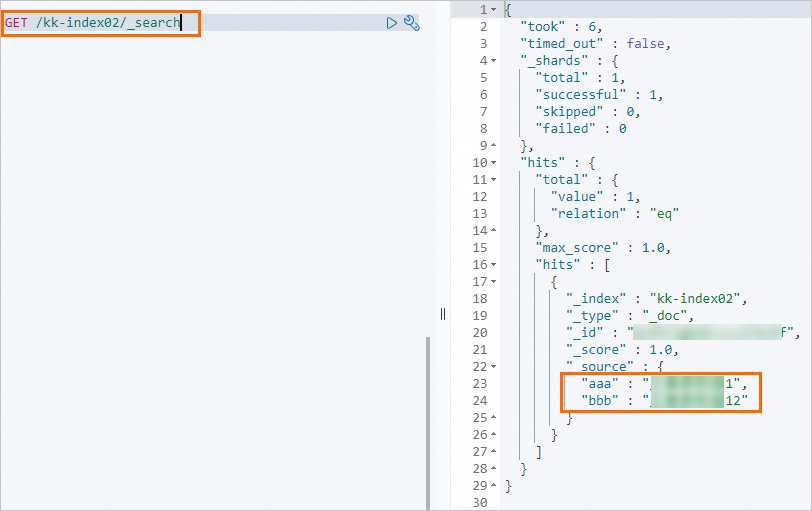 GET /kk-index02/_search
1 {
2 "took" : 6,
3 "timed_out" : false,
4 "_shards" : {
5 "total" : 1,
6 "successful" : 1,
7 "skipped" : 0,
8 "failed" : 0
9 },
10 "hits" : {
11 "total" : {
12 "value" : 1,
13 "relation" : "eq"
14 },
15 "max_score" : 1.0,
16 "hits" : [
17 {
18 "_index" : "kk-index02",
19 "_type" : "_doc",
20 "_id" : "f",
21 "_score" : 1.0,
22 "_source" : {
23 "aaa" : "1",
24 "bbb" : "12"
25 }
26 }
27 ]
28 }
29 }
30